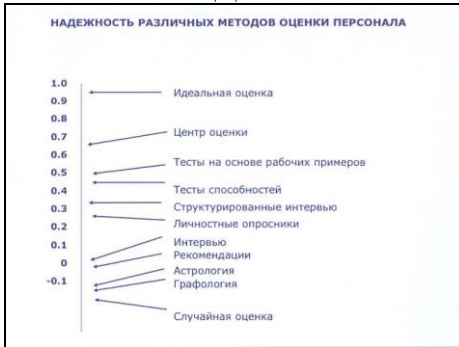 НАДЕЖНОСТЬ РАЗЛИЧНЫХ МЕТОДОВ ОЦЕНКИ ПЕРСОНАЛА
1.0
0.9
0.8
0.7
0.6
0.5
0.4
0.3
0.2
0.1
0
-0.1
Идеальная оценка
Центр оценки
Тесты на основе рабочих примеров
Тесты способностей
Структурированные интервью
Личностные опросники
Интервью
Рекомендации
Астрология
Графология
Случайная оценка